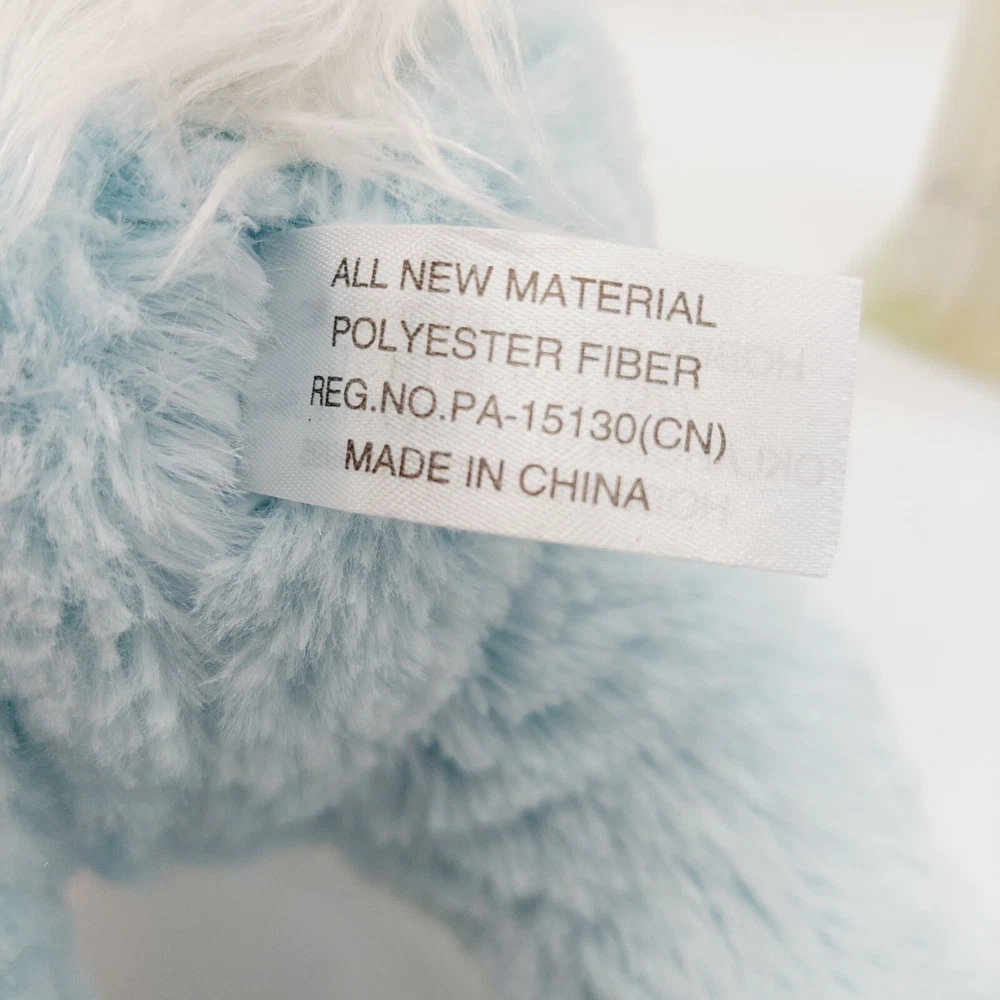 ALL NEW MATERIAL
POLYESTER FIBER
REG.NO.PA-15130(CN)
MADE IN CHINA